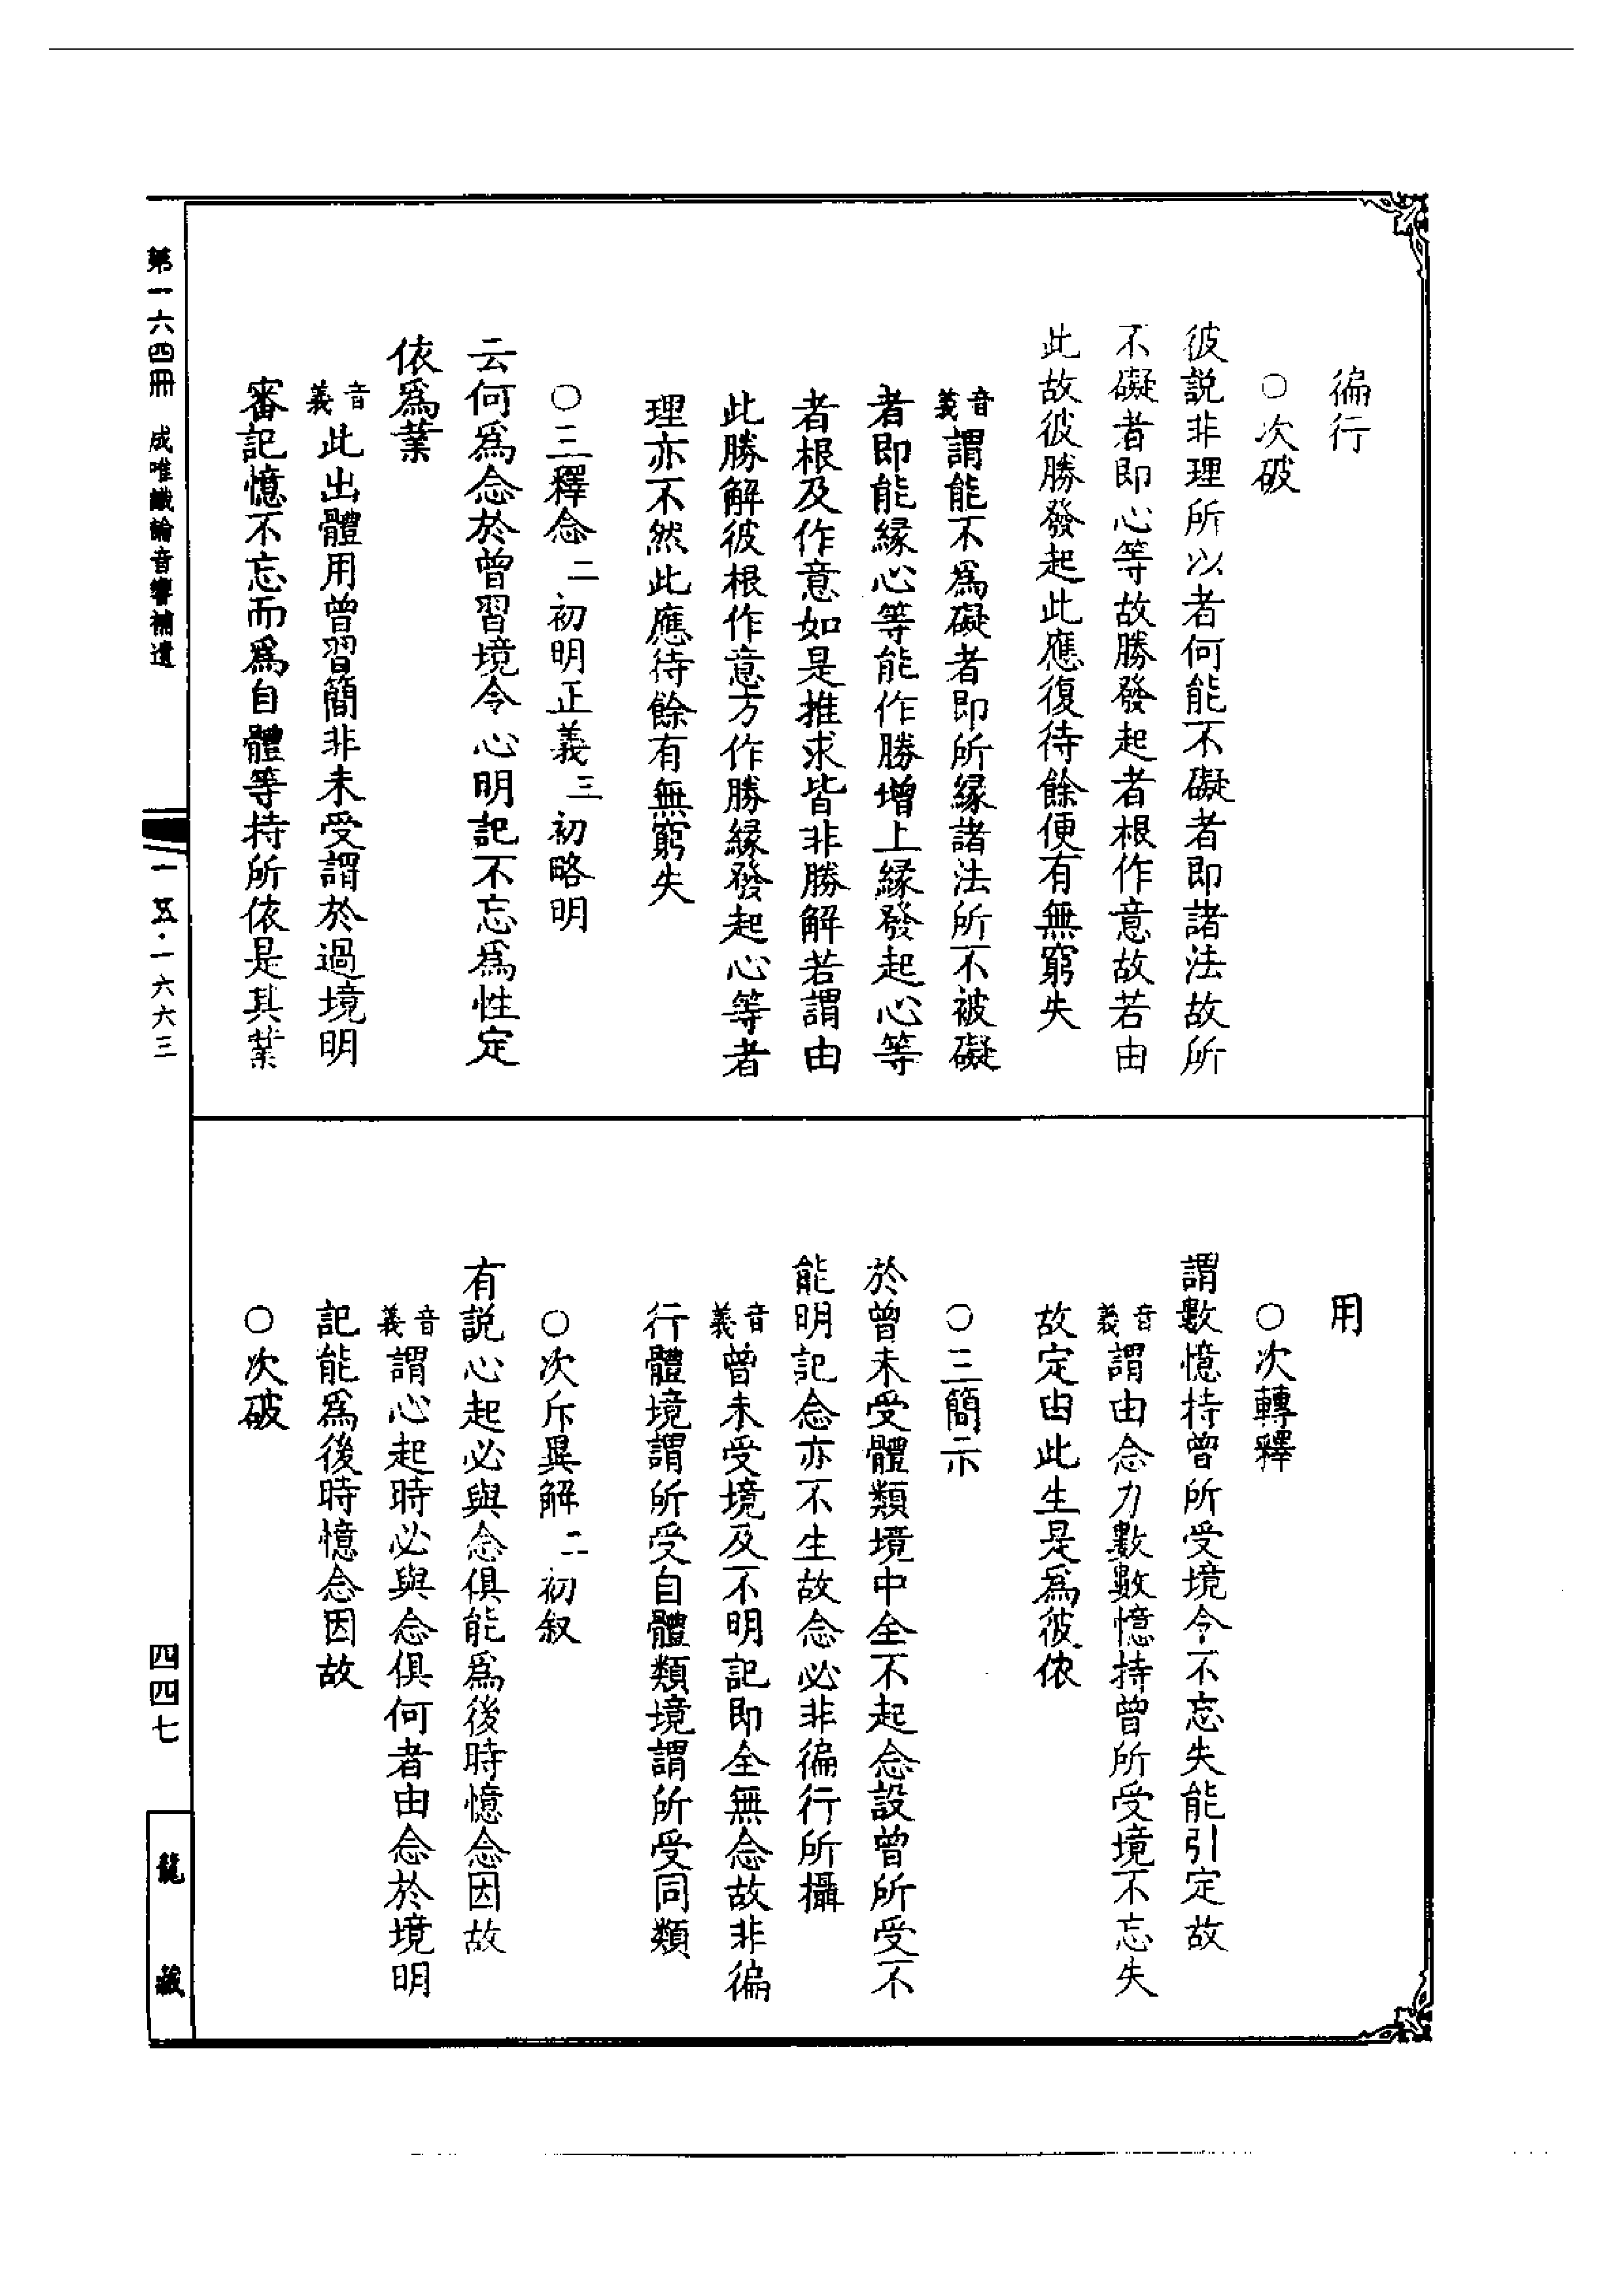 徧行
○次破
彼説非理所以者何能不礙者即諸法故所
不礙者即心等故勝發起者根作意故若由
此故彼勝發起此應復待餘便有無窮失
音義謂能不爲礙者即所緣諸法所不被礙
者即能緣心等能作勝增上緣發起心等
者根及作意如是推求皆非勝解若謂由
此勝解彼根作意方作勝緣發起心等者
理亦不然此應待餘有無窮失
○三釋念二初明正義三初略明
云何爲念於曾習境令心明記不忘爲性定
依爲業
音義此出體用曾習簡非未受謂於過境明
審記憶不忘而爲自體等持所依是其業
用
○次轉釋
謂數憶持曾所受境令不忘失能引定故
音義謂由念力數數憶持曾所受境不忘失
故定由此生是爲彼依
○三簡示
於曾未受體類境中全不起念設曾所受不
能明記念亦不生故念必非徧行所攝
音義曾未受境及不明記即全無念故非徧
行體境謂所受自體類境謂所受同類
○次斥異解二初叙
有説心起必與念俱能爲後時憶念因故
音義謂心起時必與念俱何者由念於境明
記能爲後時憶念因故
○次破
第一六四冊 成唯識論音響補遺
一五·一六六三
四四七
龍藏